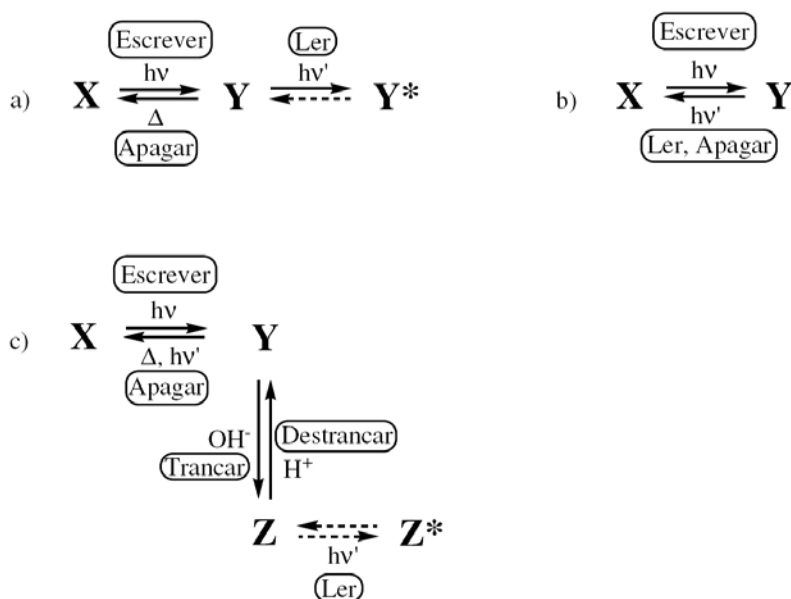 Escrever
Ler
hν
hν'
a) X Y Y*
Δ
Apagar
Escrever
hν
b) X Y
hν'
Ler, Apagar
Escrever
hν
c) X Y
Δ, hν'
Apagar
OH⁻ Destrancar
Trancar H⁺
Z Z*
hν'
Ler